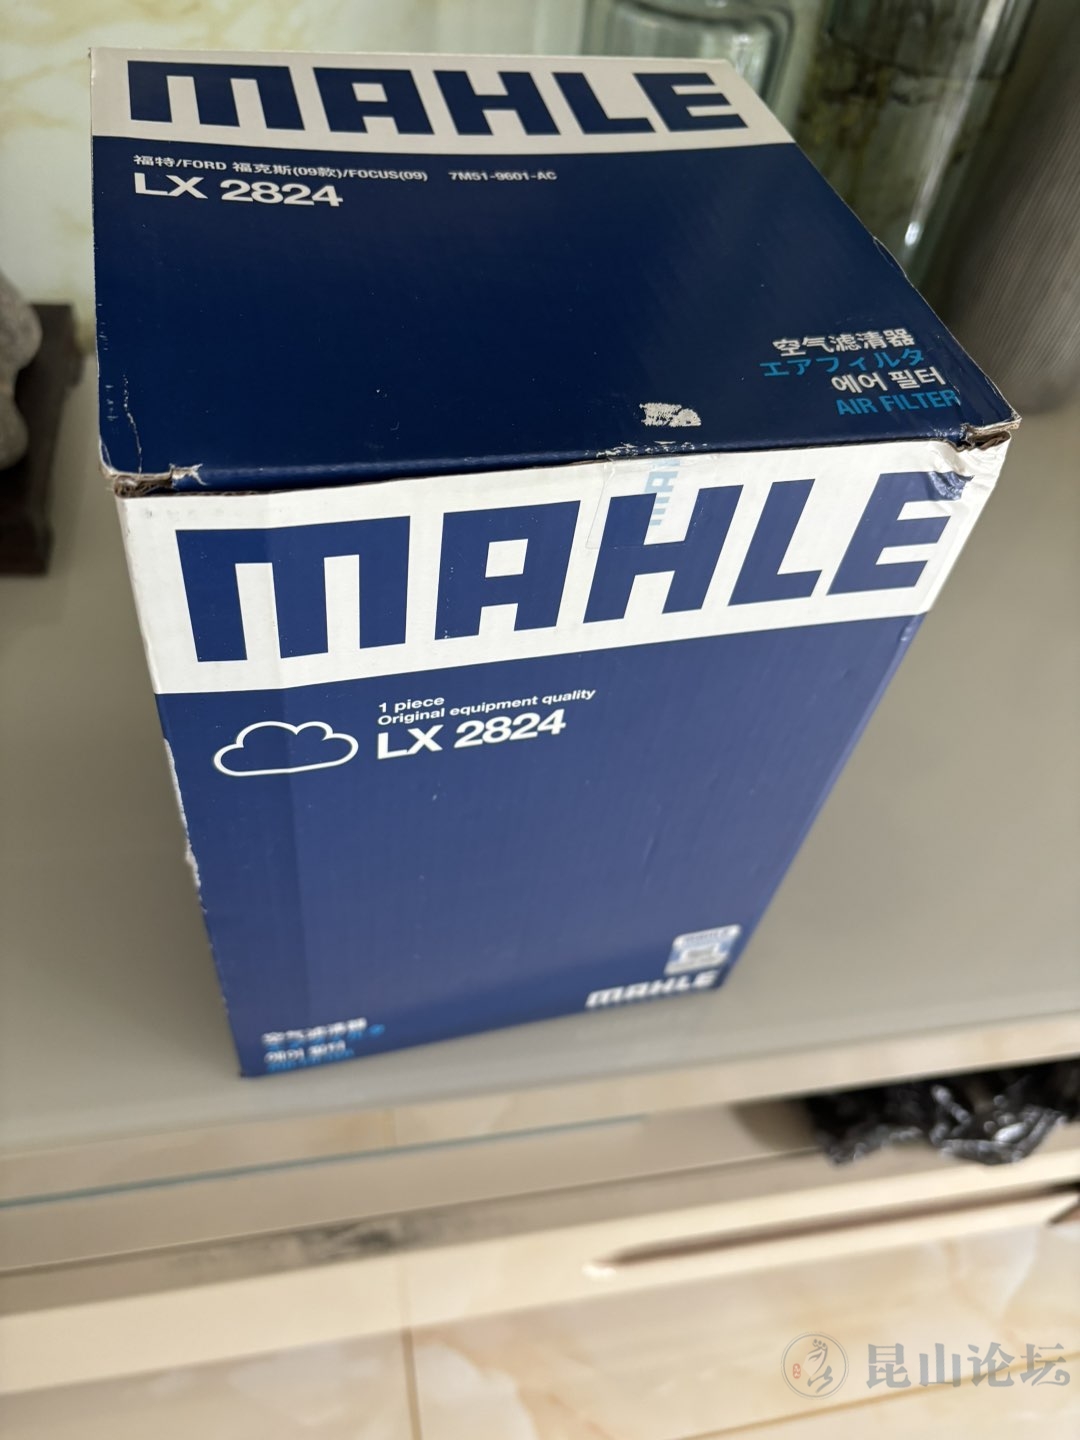 MAHLE
福特/FORD 福克斯(09款)/FOCUS(09) 7M51-9601-AC
LX 2824
空气滤清器
エアフィルタ
에어 필터
AIR FILTER
MAHLE
1 piece
Original equipment quality
LX 2824
MAHLE
空气滤清器
昆山论坛